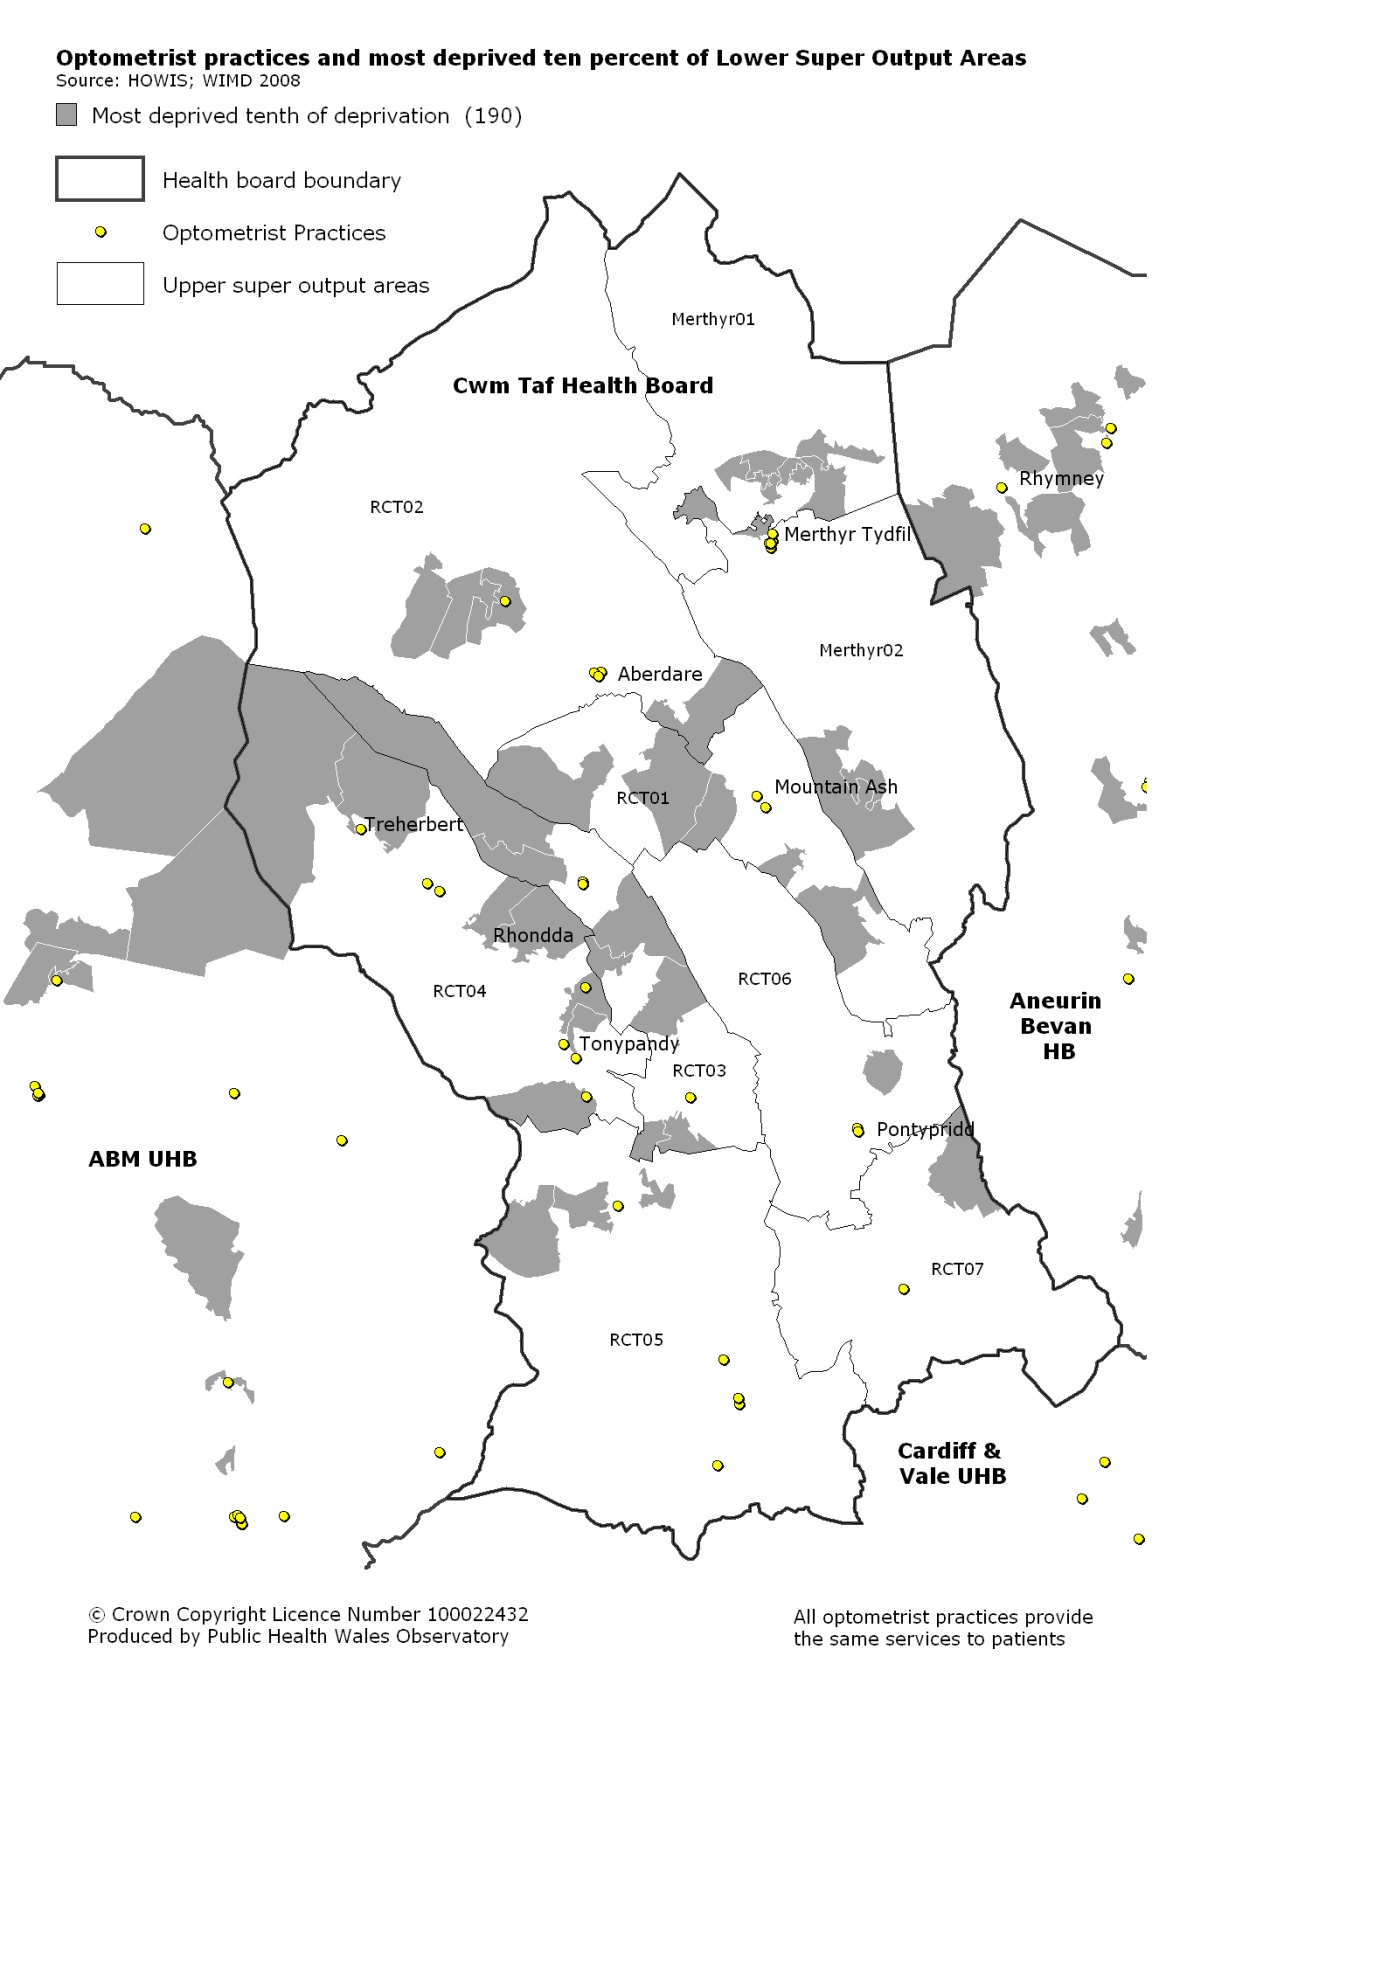 Optometrist practices and most deprived ten percent of Lower Super Output Areas
Source: HOWIS; WIMD 2008
Most deprived tenth of deprivation (190)
Health board boundary
Optometrist Practices
Upper super output areas
Merthyr01
Cwm Taf Health Board
RCT02
Rhymney
Merthyr Tydfil
Merthyr02
Aberdare
Mountain Ash
RCT01
Treherbert
Rhondda
RCT06
RCT04
Aneurin
Bevan
HB
Tonypandy
RCT03
Pontypridd
ABM UHB
RCT07
RCT05
Cardiff &
Vale UHB
© Crown Copyright Licence Number 100022432
Produced by Public Health Wales Observatory
All optometrist practices provide
the same services to patients